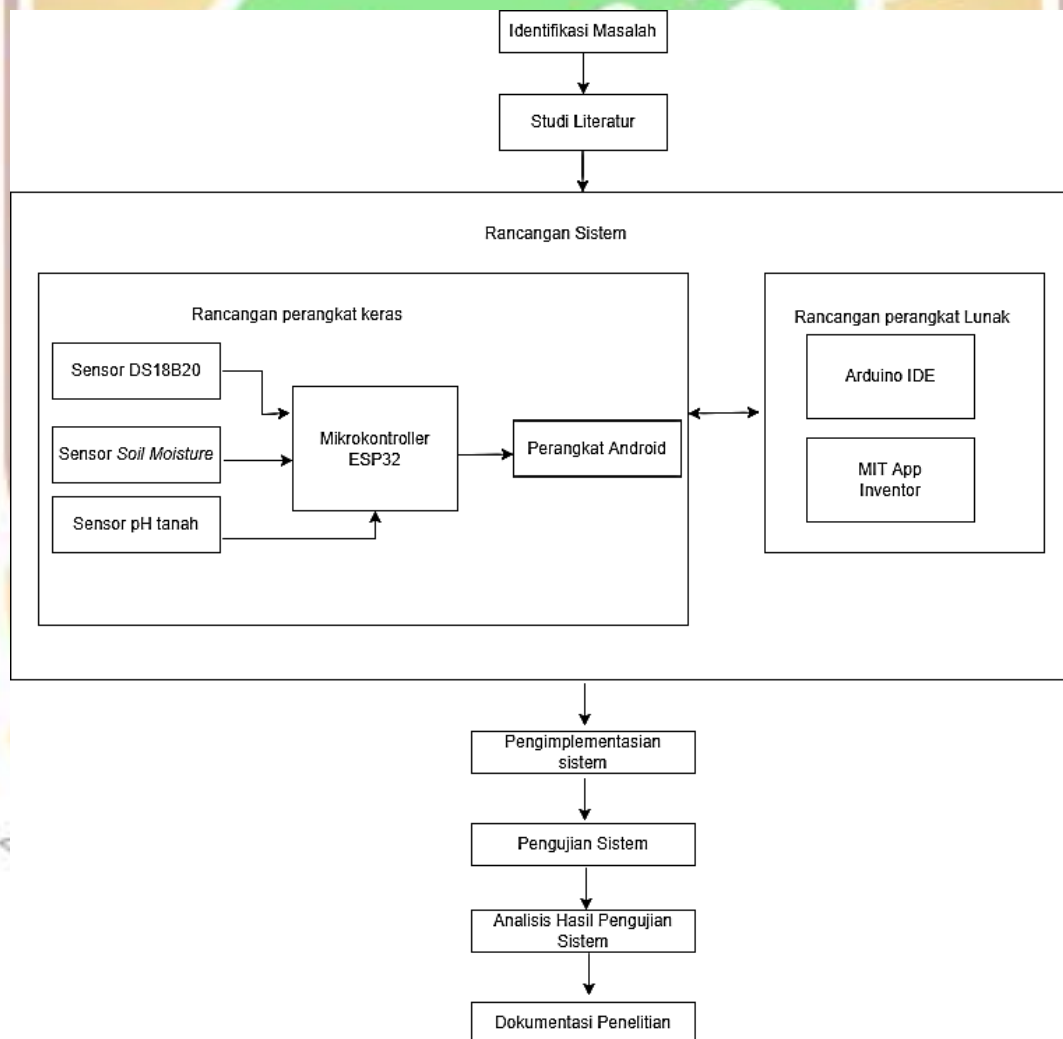 Identifikasi Masalah
Studi Literatur
Rancangan Sistem
Rancangan perangkat keras
Sensor DS18B20
Sensor Soil Moisture
Sensor pH tanah
Mikrokontroller
ESP32
Perangkat Android
Rancangan perangkat Lunak
Arduino IDE
MIT App
Inventor
Pengimplementasian
sistem
Pengujian Sistem
Analisis Hasil Pengujian
Sistem
Dokumentasi Penelitian